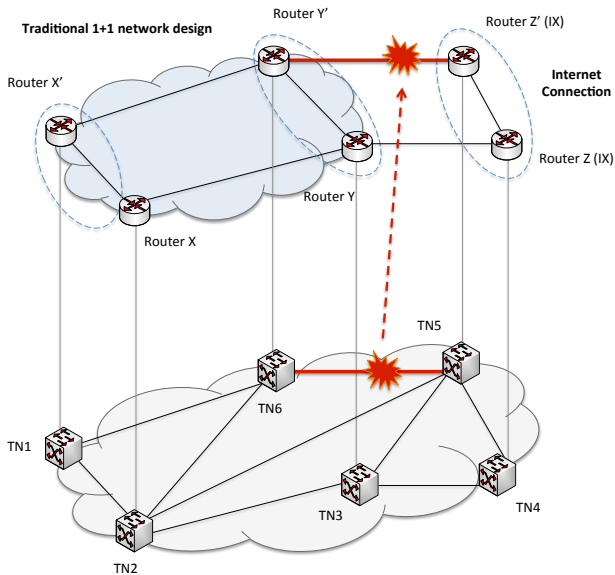 Traditional 1+1 network design
Router Y’
Router Z’ (IX)
Router X’
Internet
Connection
Router Z (IX)
Router Y
Router X
TN5
TN6
TN1
TN3
TN4
TN2